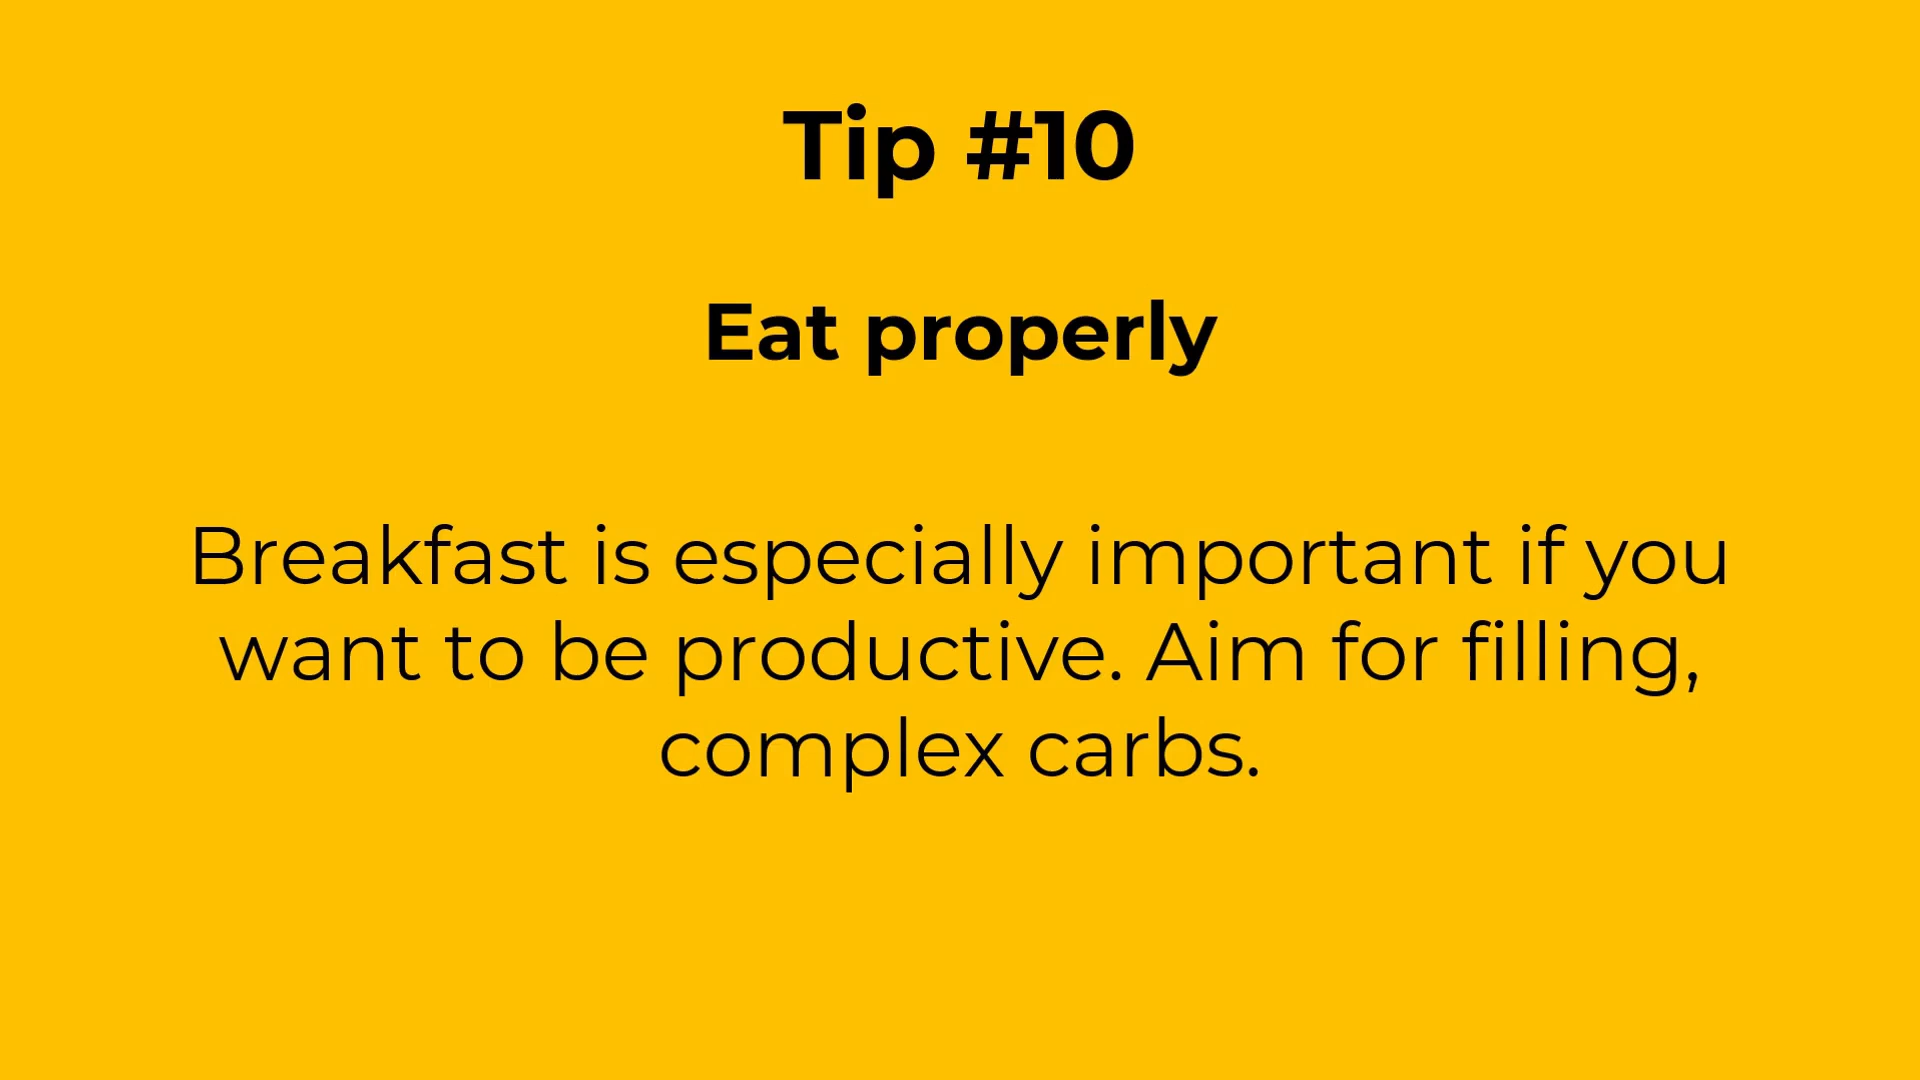 Tip #10
Eat properly
Breakfast is especially important if you
want to be productive. Aim for filling,
complex carbs.